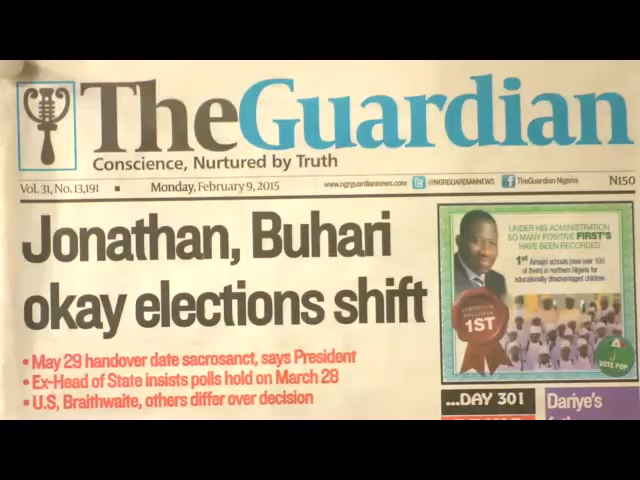 TheGuardian
Conscience, Nurtured by Truth
Vol. 31, No. 13,191 ■ Monday, February 9, 2015 www.ngrguardiannews.com @NGRGUARDIANNEWS TheGuardian Nigeria N150
Jonathan, Buhari
okay elections shift
• May 29 handover date sacrosanct, says President
• Ex-Head of State insists polls hold on March 28
• U.S, Braithwaite, others differ over decision
UNDER HIS ADMINISTRATION
SO MANY POSITIVE FIRST'S
HAVE BEEN RECORDED
1st Almajiri schools (now over 100
of them) in northern Nigeria for
educationally disadvantaged children
1ST
VOTE PDP
...DAY 301
Dariye's